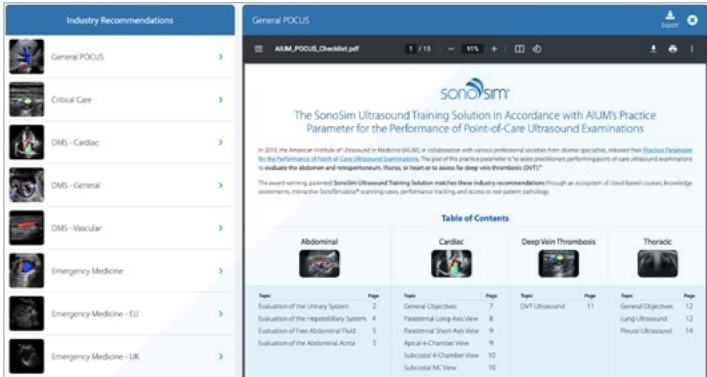 Industry Recommendations
General POCUS
Critical Care
DMS - Cardiac
DMS - General
DMS - Vascular
Emergency Medicine
Emergency Medicine - EU
Emergency Medicine - UK
General POCUS
Export
AIUM_POCUS_Checklist.pdf
1 / 15
91%
sonosim
The SonoSim Ultrasound Training Solution in Accordance with AIUM's Practice
Parameter for the Performance of Point-of-Care Ultrasound Examinations
In 2019, the American Institute of Ultrasound in Medicine (AIUM), in collaboration with various professional societies from diverse specialties, released their Practice Parameter
for the Performance of Point-of-Care Ultrasound Examinations. The goal of this practice parameter is "to assist practitioners performing point-of-care ultrasound examinations
to evaluate the abdomen and retroperitoneum, thorax, or heart or to assess for deep vein thrombosis (DVT)."
The award-winning, patented SonoSim Ultrasound Training Solution matches these industry recommendations through an ecosystem of cloud-based courses, knowledge
assessments, interactive SonoSimulator® scanning cases, performance tracking, and access to real-patient pathology.
Table of Contents
Abdominal
Topic Page
Evaluation of the Urinary System 2
Evaluation of the Hepatobiliary System 4
Evaluation of Free Abdominal Fluid 5
Evaluation of the Abdominal Aorta 5
Cardiac
Topic Page
General Objectives 7
Parasternal Long-Axis View 8
Parasternal Short-Axis View 9
Apical 4-Chamber View 9
Subcostal 4-Chamber View 10
Subcostal IVC View 10
Deep Vein Thrombosis
Topic Page
DVT Ultrasound 11
Thoracic
Topic Page
General Objectives 12
Lung Ultrasound 12
Pleural Ultrasound 14